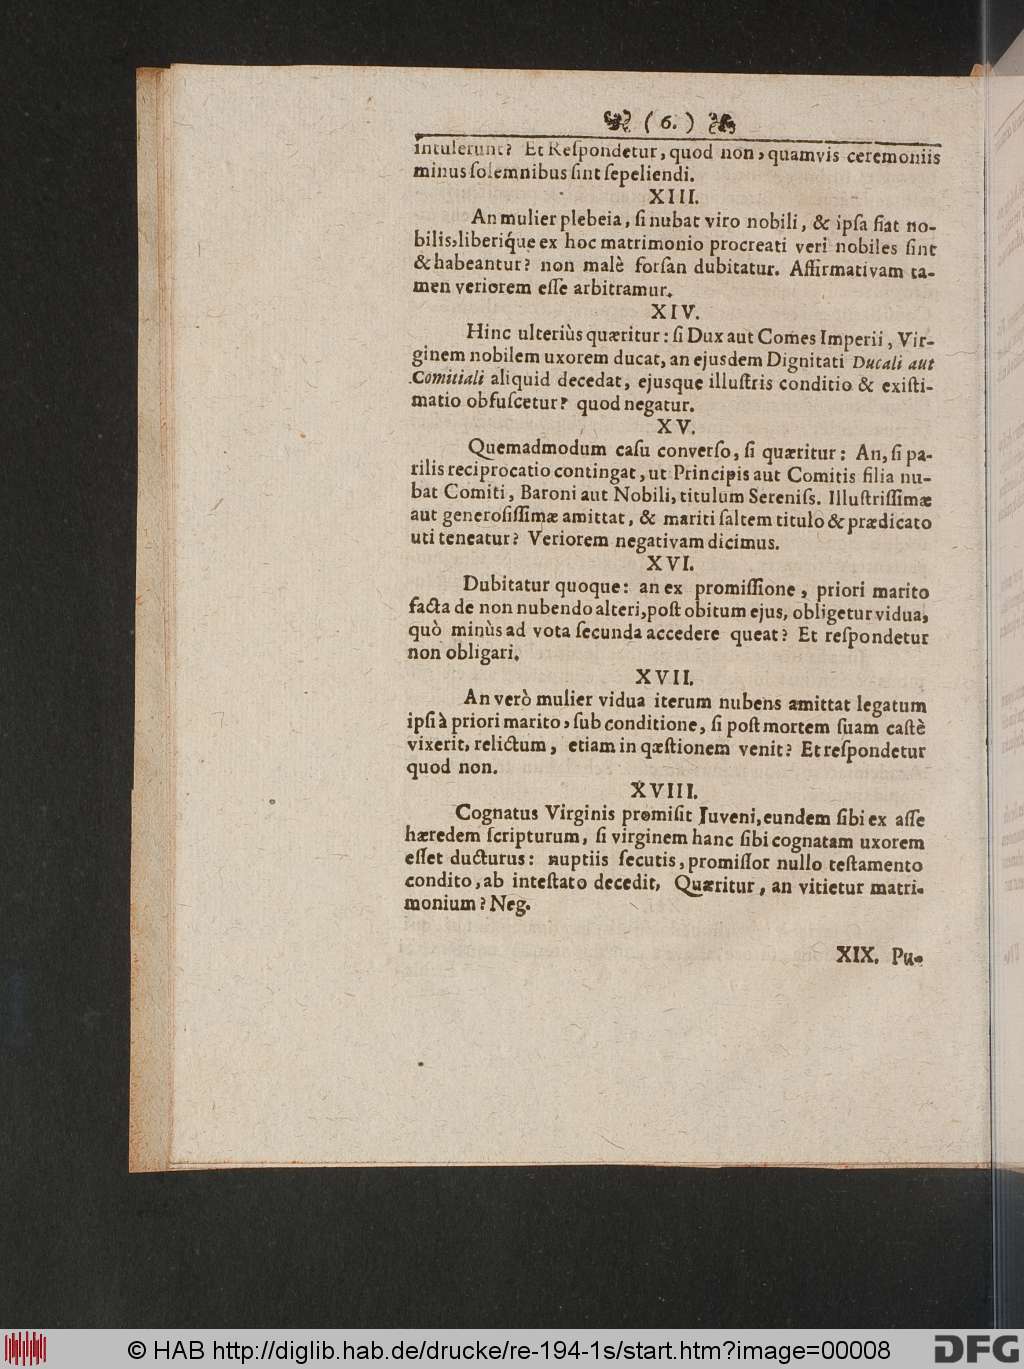 ( 6. )
intulerunt? Et Reſpondetur, quod non, quamvis ceremoniis
minus ſolemnibus ſint ſepeliendi.
XIII.
An mulier plebeia, ſi nubat viro nobili, & ipſa fiat no-
bilis, liberiq́ue ex hoc matrimonio procreati veri nobiles ſint
& habeantur? non malè forſan dubitatur. Affirmativam ta-
men veriorem eſſe arbitramur.
XIV.
Hinc ulteriùs quæritur: ſi Dux aut Comes Imperii, Vir-
ginem nobilem uxorem ducat, an ejusdem Dignitati Ducali aut
Comitiali aliquid decedat, ejusque illuſtris conditio & exiſti-
matio obfuſcetur? quod negatur.
XV.
Quemadmodum caſu converſo, ſi quæritur: An, ſi pa-
rilis reciprocatio contingat, ut Principis aut Comitis filia nu-
bat Comiti, Baroni aut Nobili, titulum Sereniſs. Illuſtriſſimæ
aut generoſiſſimæ amittat, & mariti ſaltem titulo & prædicato
uti teneatur? Veriorem negativam dicimus.
XVI.
Dubitatur quoque: an ex promiſſione, priori marito
facta de non nubendo alteri, poſt obitum ejus, obligetur vidua,
quò minùs ad vota ſecunda accedere queat? Et reſpondetur
non obligari.
XVII.
An verò mulier vidua iterum nubens amittat legatum
ipſi à priori marito, ſub conditione, ſi poſt mortem ſuam caſtè
vixerit, relictum, etiam in qæſtionem venit? Et reſpondetur
quod non.
XVIII.
Cognatus Virginis promiſit Juveni, eundem ſibi ex aſſe
hæredem ſcripturum, ſi virginem hanc ſibi cognatam uxorem
eſſet ducturus: nuptiis ſecutis, promiſſor nullo teſtamento
condito, ab inteſtato decedit, Quæritur, an vitietur matri-
monium? Neg.
XIX. Pu-
© HAB http://diglib.hab.de/drucke/re-194-1s/start.htm?image=00008
DFG